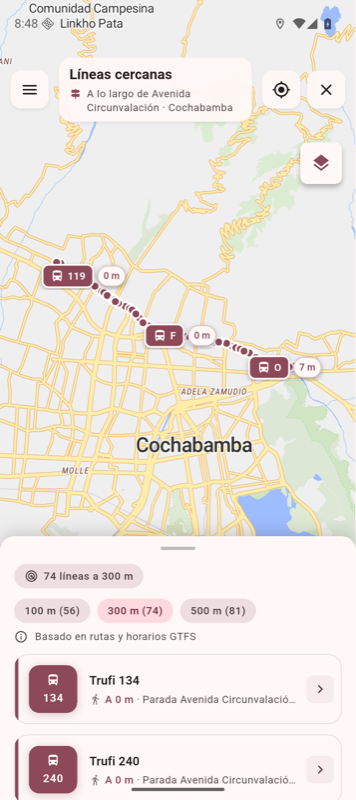 Comunidad Campesina
8:48 Linkho Pata
ANI
Líneas cercanas
A lo largo de Avenida
Circunvalación · Cochabamba
119 0 m
F 0 m
O 7 m
ADELA ZAMUDIO
Cochabamba
MOLLE
74 líneas a 300 m
100 m (56) 300 m (74) 500 m (81)
Basado en rutas y horarios GTFS
Trufi 134
134
A 0 m · Parada Avenida Circunvalació...
Trufi 240
240
A 0 m · Parada Avenida Circunvalació...